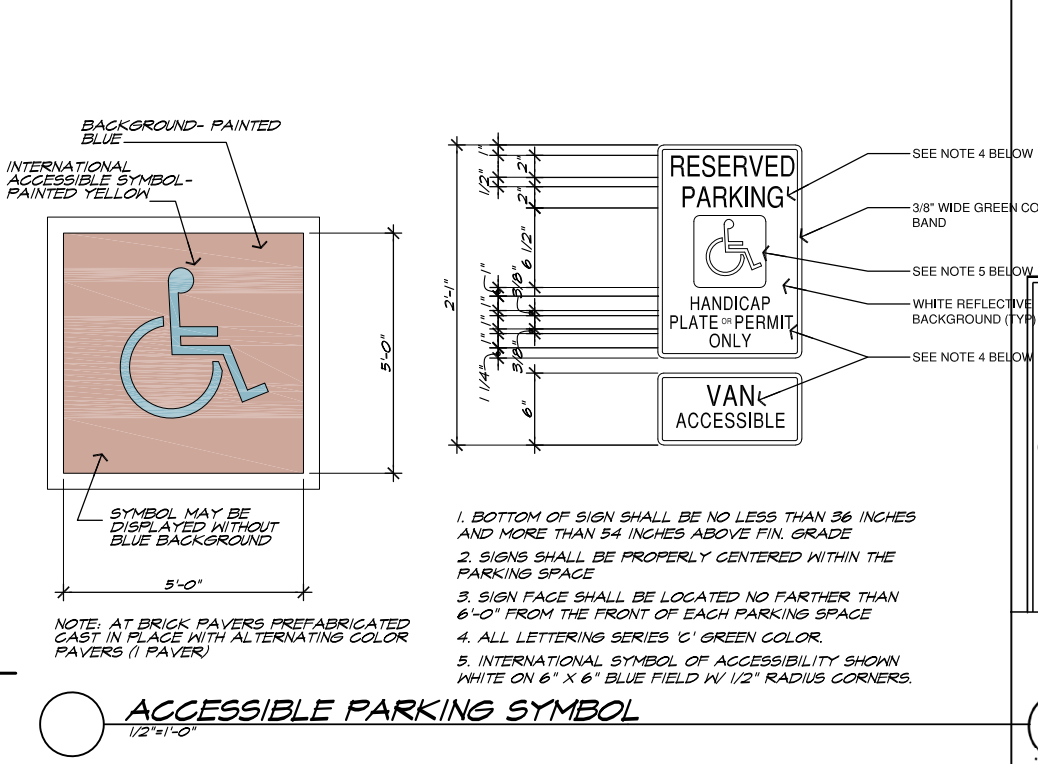 BACKGROUND- PAINTED
BLUE
INTERNATIONAL
ACCESSIBLE SYMBOL-
PAINTED YELLOW
SYMBOL MAY BE
DISPLAYED WITHOUT
BLUE BACKGROUND
5'-0"
5'-0"
NOTE: AT BRICK PAVERS PREFABRICATED
CAST IN PLACE WITH ALTERNATING COLOR
PAVERS (1 PAVER)
2'-1"
1"
1/2"
2"
2"
6 1/2"
1"
3/8"
1"
1"
3/8"
1 1/4"
6"
RESERVED
PARKING
HANDICAP
PLATE OR PERMIT
ONLY
VAN
ACCESSIBLE
SEE NOTE 4 BELOW
3/8" WIDE GREEN CO
BAND
SEE NOTE 5 BELOW
WHITE REFLECTIVE
BACKGROUND (TYP)
SEE NOTE 4 BELOW
1. BOTTOM OF SIGN SHALL BE NO LESS THAN 36 INCHES
AND MORE THAN 54 INCHES ABOVE FIN. GRADE
2. SIGNS SHALL BE PROPERLY CENTERED WITHIN THE
PARKING SPACE
3. SIGN FACE SHALL BE LOCATED NO FARTHER THAN
6'-0" FROM THE FRONT OF EACH PARKING SPACE
4. ALL LETTERING SERIES 'C' GREEN COLOR.
5. INTERNATIONAL SYMBOL OF ACCESSIBILITY SHOWN
WHITE ON 6" X 6" BLUE FIELD W/ 1/2" RADIUS CORNERS.
ACCESSIBLE PARKING SYMBOL
1/2"=1'-0"